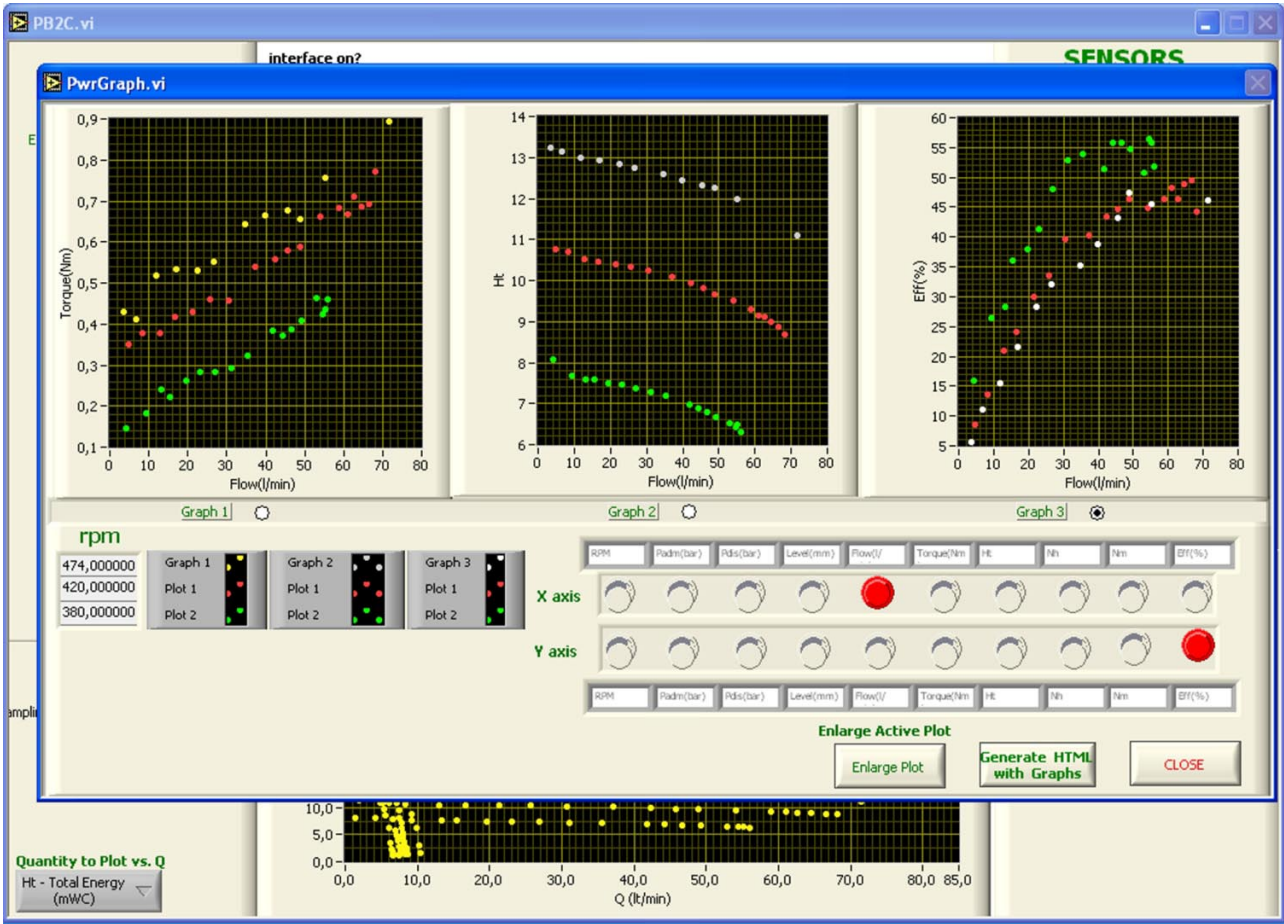 PB2C.vi
interface on?
SENSORS
E
PwrGraph.vi
0,9
0,8
0,7
0,6
0,5
0,4
0,3
0,2
0,1
Torque(Nm)
0 10 20 30 40 50 60 70 80
Flow(l/min)
14
13
12
11
10
9
8
7
6
Ht
0 10 20 30 40 50 60 70 80
Flow(l/min)
60
55
50
45
40
35
30
25
20
15
10
5
Eff(%)
0 10 20 30 40 50 60 70 80
Flow(l/min)
Graph 1
Graph 2
Graph 3
rpm
474,000000
420,000000
380,000000
Graph 1
Plot 1
Plot 2
Graph 2
Plot 1
Plot 2
Graph 3
Plot 1
Plot 2
RPM Padm(bar) Pdis(bar) Level(mm) Flow(l/ Torque(Nm Ht Nh Nm Eff(%)
X axis
Y axis
RPM Padm(bar) Pdis(bar) Level(mm) Flow(l/ Torque(Nm Ht Nh Nm Eff(%)
Enlarge Active Plot
Enlarge Plot
Generate HTML
with Graphs
CLOSE
ampli
10,0
5,0
0,0
0,0 10,0 20,0 30,0 40,0 50,0 60,0 70,0 80,0 85,0
Q (lt/min)
Quantity to Plot vs. Q
Ht - Total Energy
(mWC)